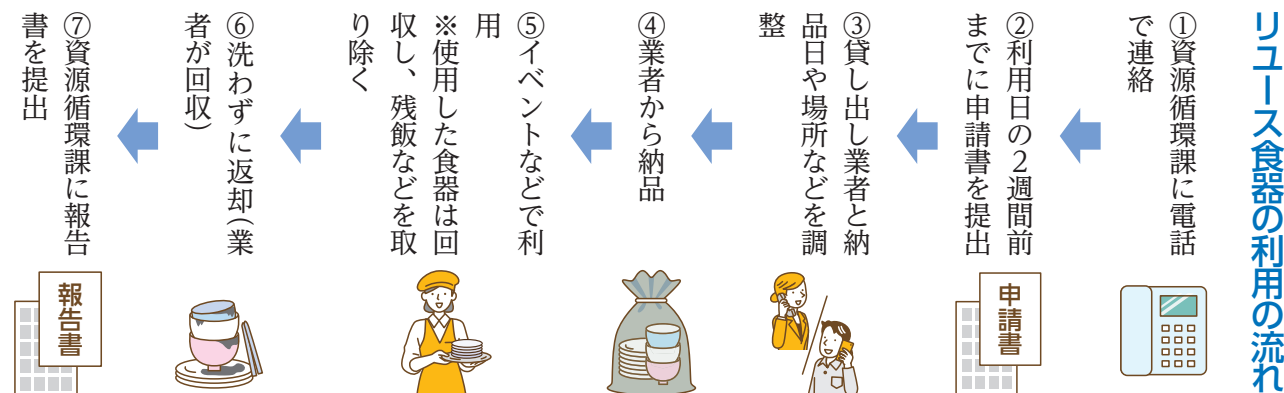 リユース食器の利用の流れ
①資源循環課に電話
で連絡
②利用日の２週間前
までに申請書を提出
申請書
③貸し出し業者と納
品日や場所などを調
整
④業者から納品
⑤イベントなどで利
用
※使用した食器は回
収し、残飯などを取
り除く
⑥洗わずに返却（業
者が回収）
⑦資源循環課に報告
書を提出
報告書